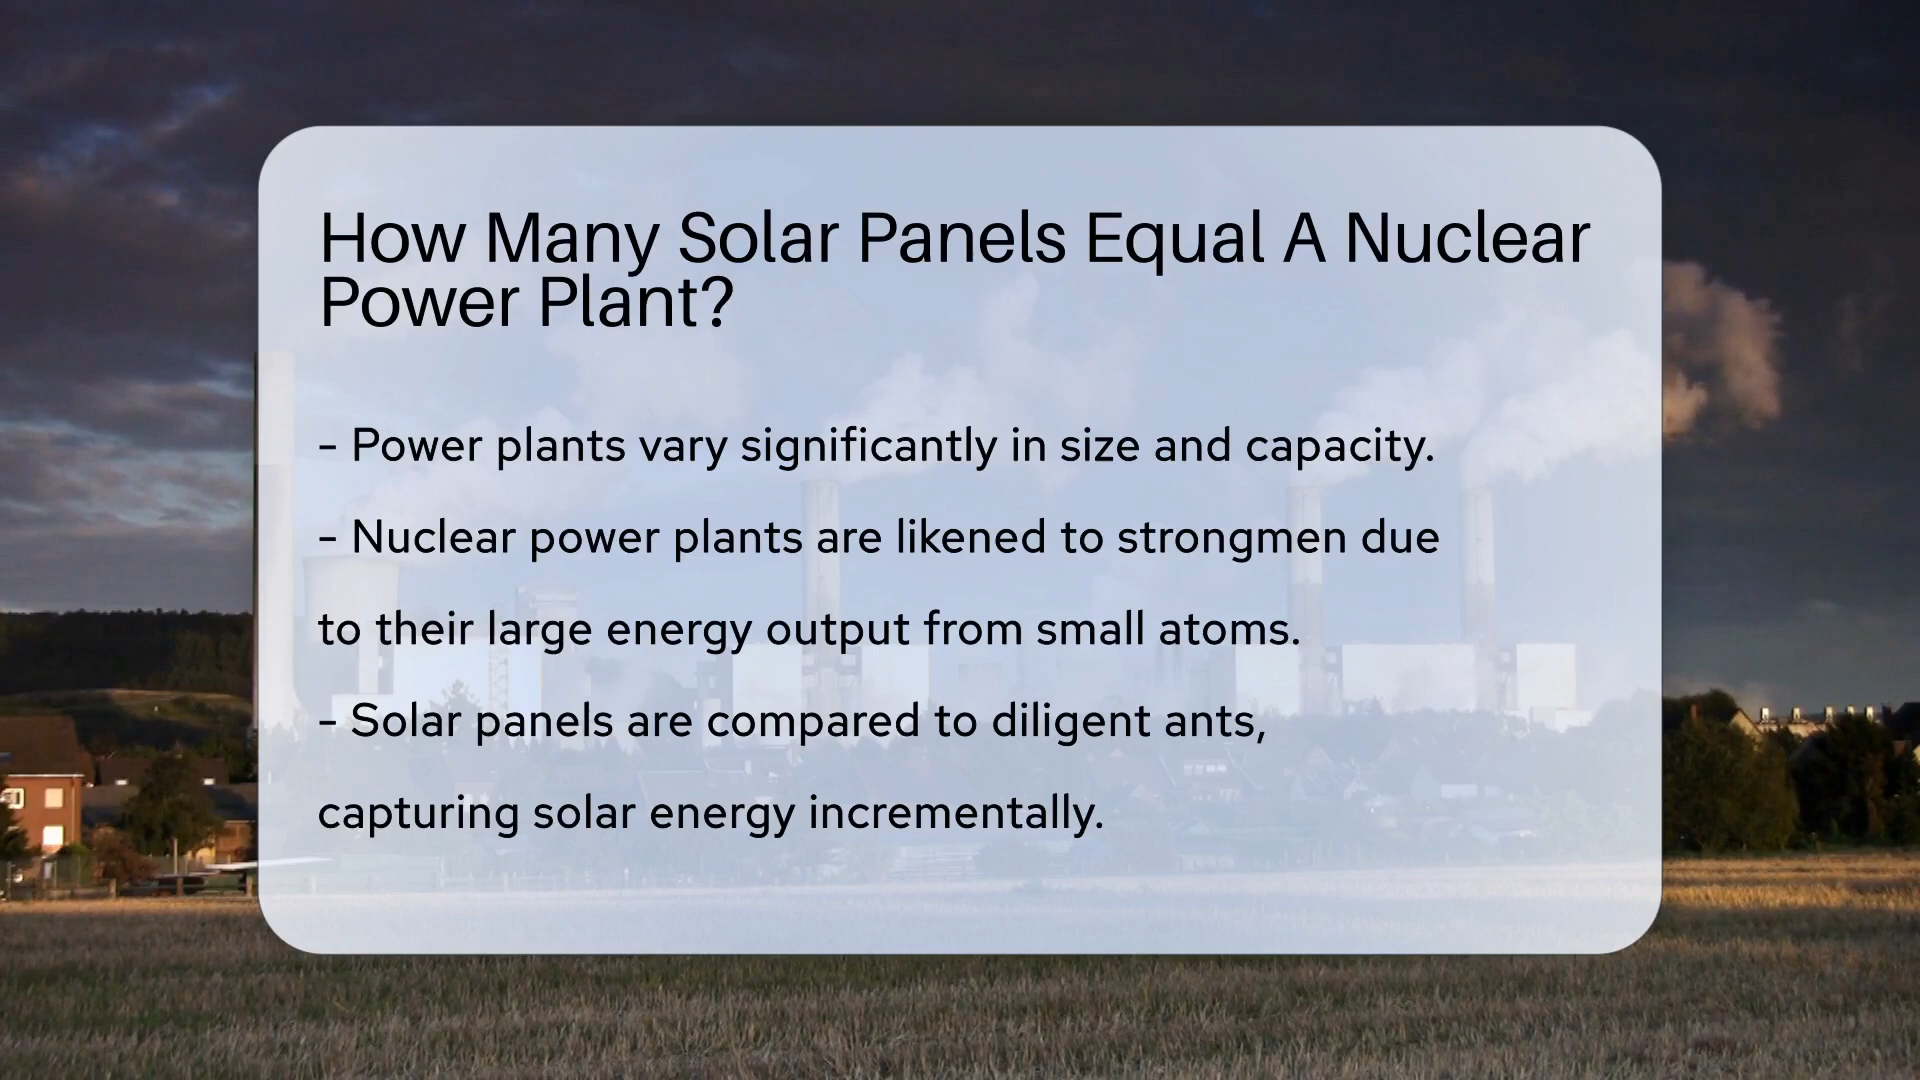 How Many Solar Panels Equal A Nuclear
Power Plant?
- Power plants vary significantly in size and capacity.
- Nuclear power plants are likened to strongmen due
to their large energy output from small atoms.
- Solar panels are compared to diligent ants,
capturing solar energy incrementally.